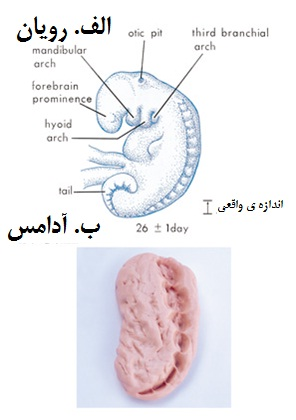 الف. رویان
otic pit
third branchial
arch
mandibular
arch
forebrain
prominence
hyoid
arch
tail
اندازه ی واقعی
26 ± 1day
ب. آدامس